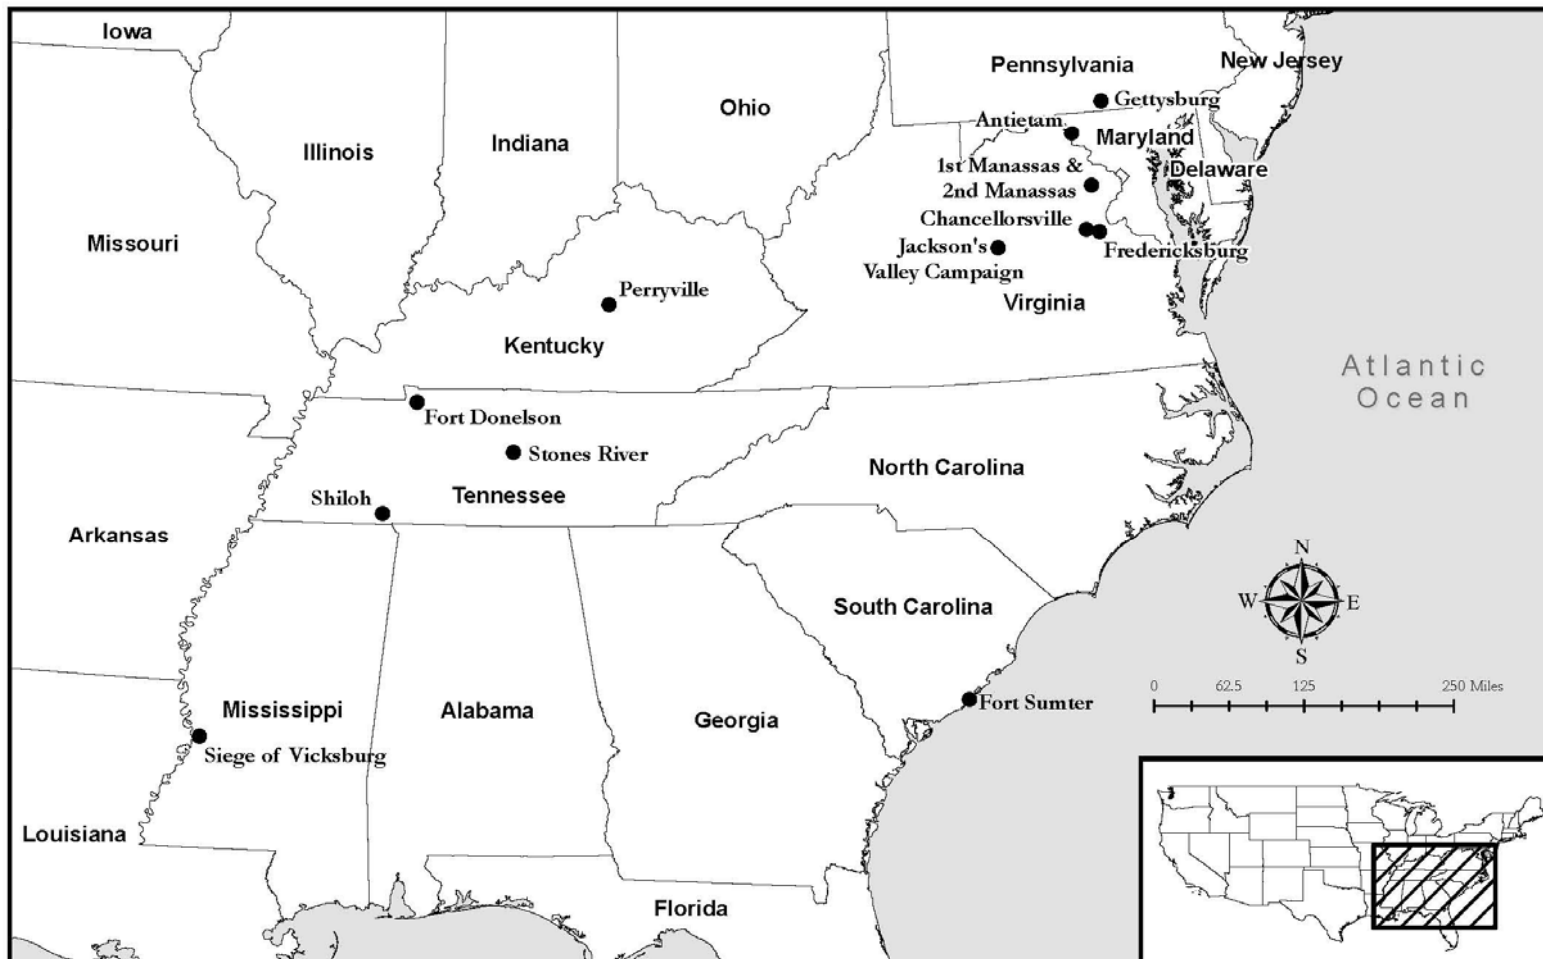 Iowa
Pennsylvania
New Jersey
Gettysburg
Ohio
Antietam
Maryland
Indiana
Illinois
1st Manassas &
2nd Manassas
Delaware
Chancellorsville
Missouri
Jackson's
Valley Campaign
Fredericksburg
Perryville
Virginia
Kentucky
Atlantic
Ocean
Fort Donelson
Stones River
North Carolina
Shiloh
Tennessee
Arkansas
N
W
E
S
South Carolina
0 62.5 125 250 Miles
Mississippi
Alabama
Georgia
Fort Sumter
Siege of Vicksburg
Louisiana
Florida